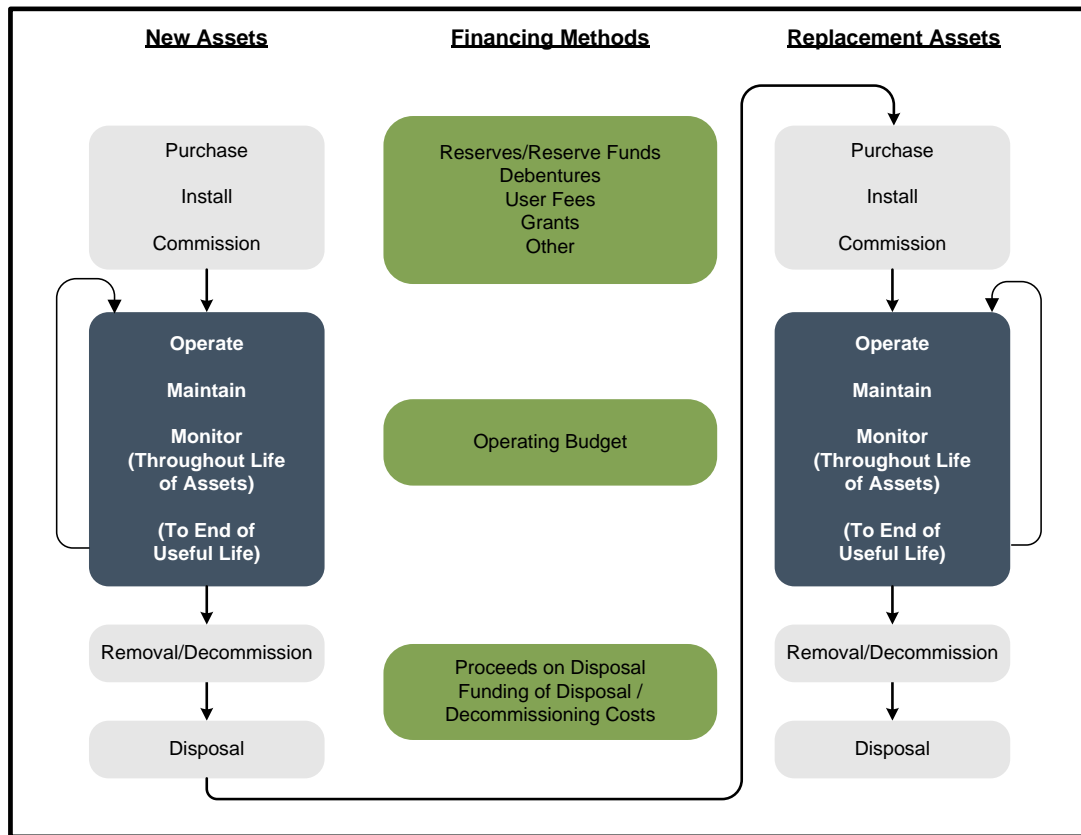 New Assets
Purchase
Install
Commission
Operate
Maintain
Monitor
(Throughout Life
of Assets)
(To End of
Useful Life)
Removal/Decommission
Disposal
Financing Methods
Reserves/Reserve Funds
Debentures
User Fees
Grants
Other
Operating Budget
Proceeds on Disposal
Funding of Disposal /
Decommissioning Costs
Replacement Assets
Purchase
Install
Commission
Operate
Maintain
Monitor
(Throughout Life
of Assets)
(To End of
Useful Life)
Removal/Decommission
Disposal